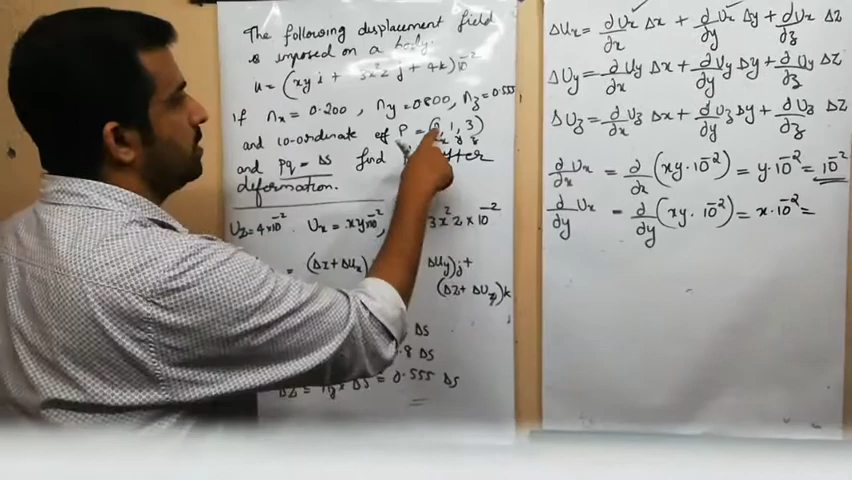 The following displacement field
is imposed on a body.
u = (xy i + 3x²z j + 4k)10⁻²
if nx = 0.200, ny = 0.800, nz = 0.555
and co-ordinate of P = ( , 1, 3)
x y z
and pq = ΔS find after
deformation.
Uz = 4×10⁻² Ux = xy×10⁻², 3x²z × 10⁻²
= (Δx + ΔUx) ΔUy)j +
(Δz + ΔUz)k
ΔS
.8 ΔS
Δz = nz × ΔS = 0.555 ΔS
ΔUx = ∂Ux/∂x Δx + ∂Ux/∂y Δy + ∂Ux/∂z Δz
ΔUy = ∂Uy/∂x Δx + ∂Uy/∂y Δy + ∂Uy/∂z Δz
ΔUz = ∂Uz/∂x Δx + ∂Uz/∂y Δy + ∂Uz/∂z Δz
∂Ux/∂x = ∂/∂x (xy·10⁻²) = y·10⁻² = 10⁻²
∂/∂y Ux = ∂/∂y (xy·10⁻²) = x·10⁻² =